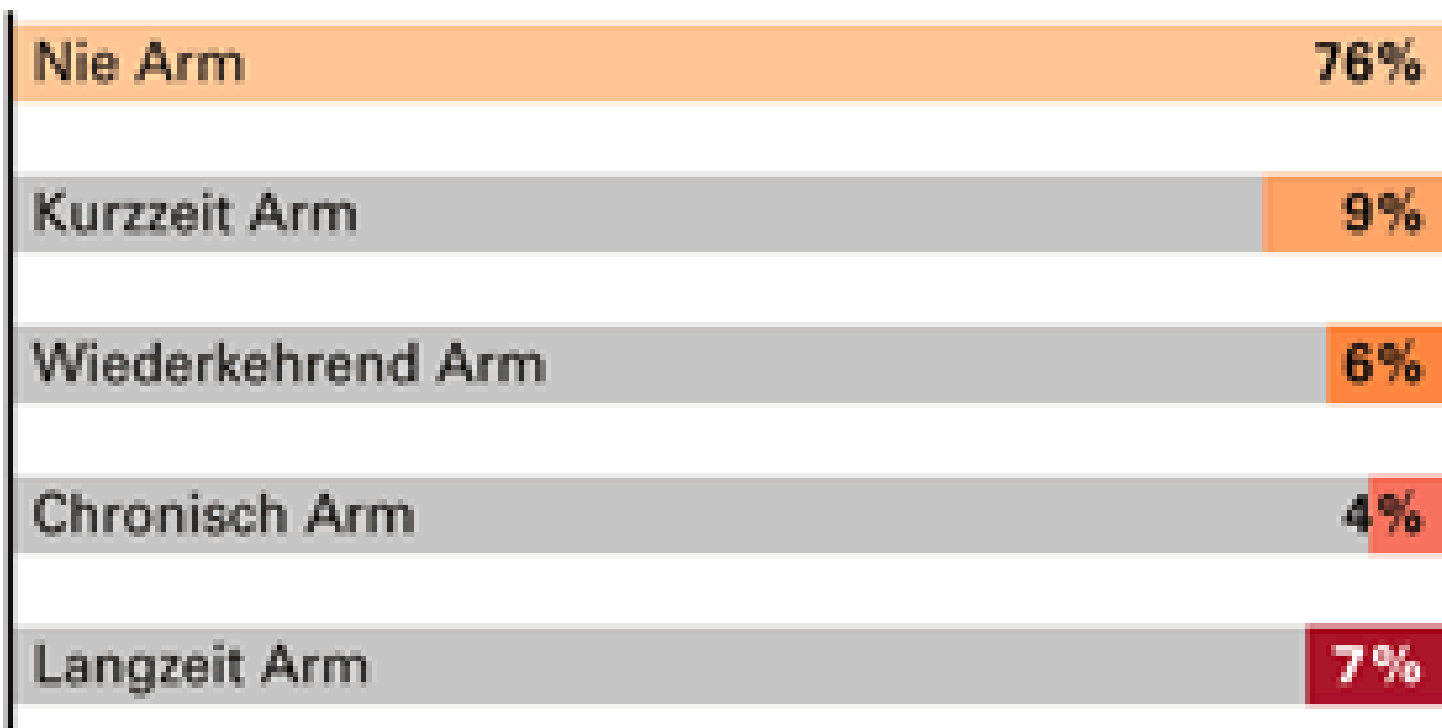 Nie Arm 76%
Kurzzeit Arm 9%
Wiederkehrend Arm 6%
Chronisch Arm 4%
Langzeit Arm 7%